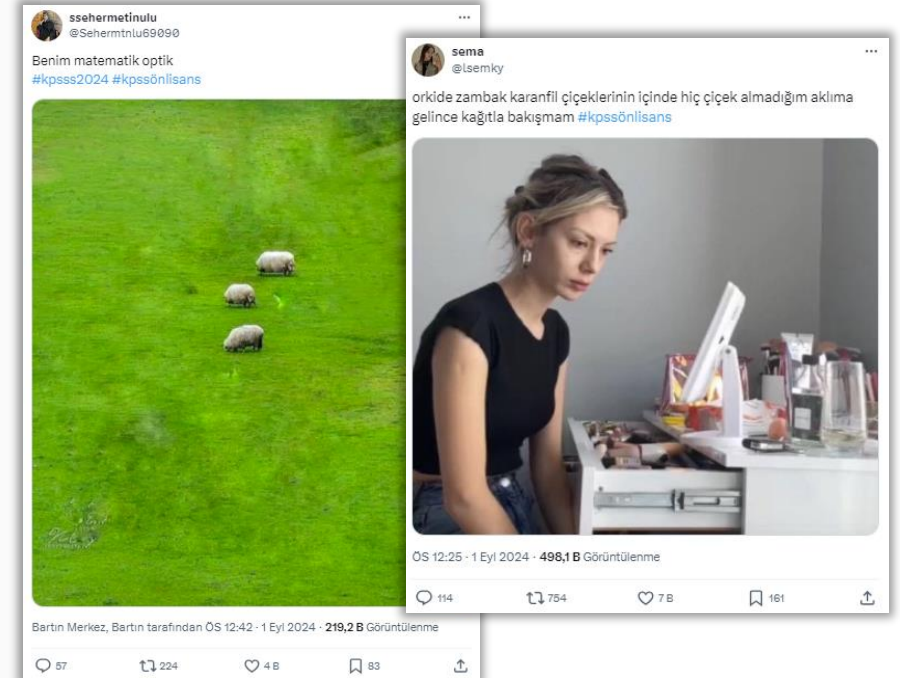 ssehermetinulu
@Sehermtnlu69090
Benim matematik optik
#kpsss2024 #kpssönlisans
Bartın Merkez, Bartın tarafından ÖS 12:42 · 1 Eyl 2024 · 219,2 B Görüntülenme
57 224 4 B 83
sema
@lsemky
orkide zambak karanfil çiçeklerinin içinde hiç çiçek almadığım aklıma
gelince kağıtla bakışmam #kpssönlisans
ÖS 12:25 · 1 Eyl 2024 · 498,1 B Görüntülenme
114 754 7 B 161